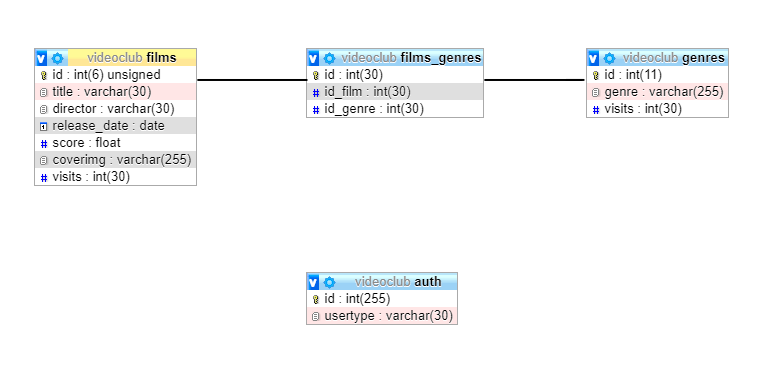 videoclub films
id : int(6) unsigned
title : varchar(30)
director : varchar(30)
release_date : date
score : float
coverimg : varchar(255)
visits : int(30)
videoclub films_genres
id : int(30)
id_film : int(30)
id_genre : int(30)
videoclub genres
id : int(11)
genre : varchar(255)
visits : int(30)
videoclub auth
id : int(255)
usertype : varchar(30)